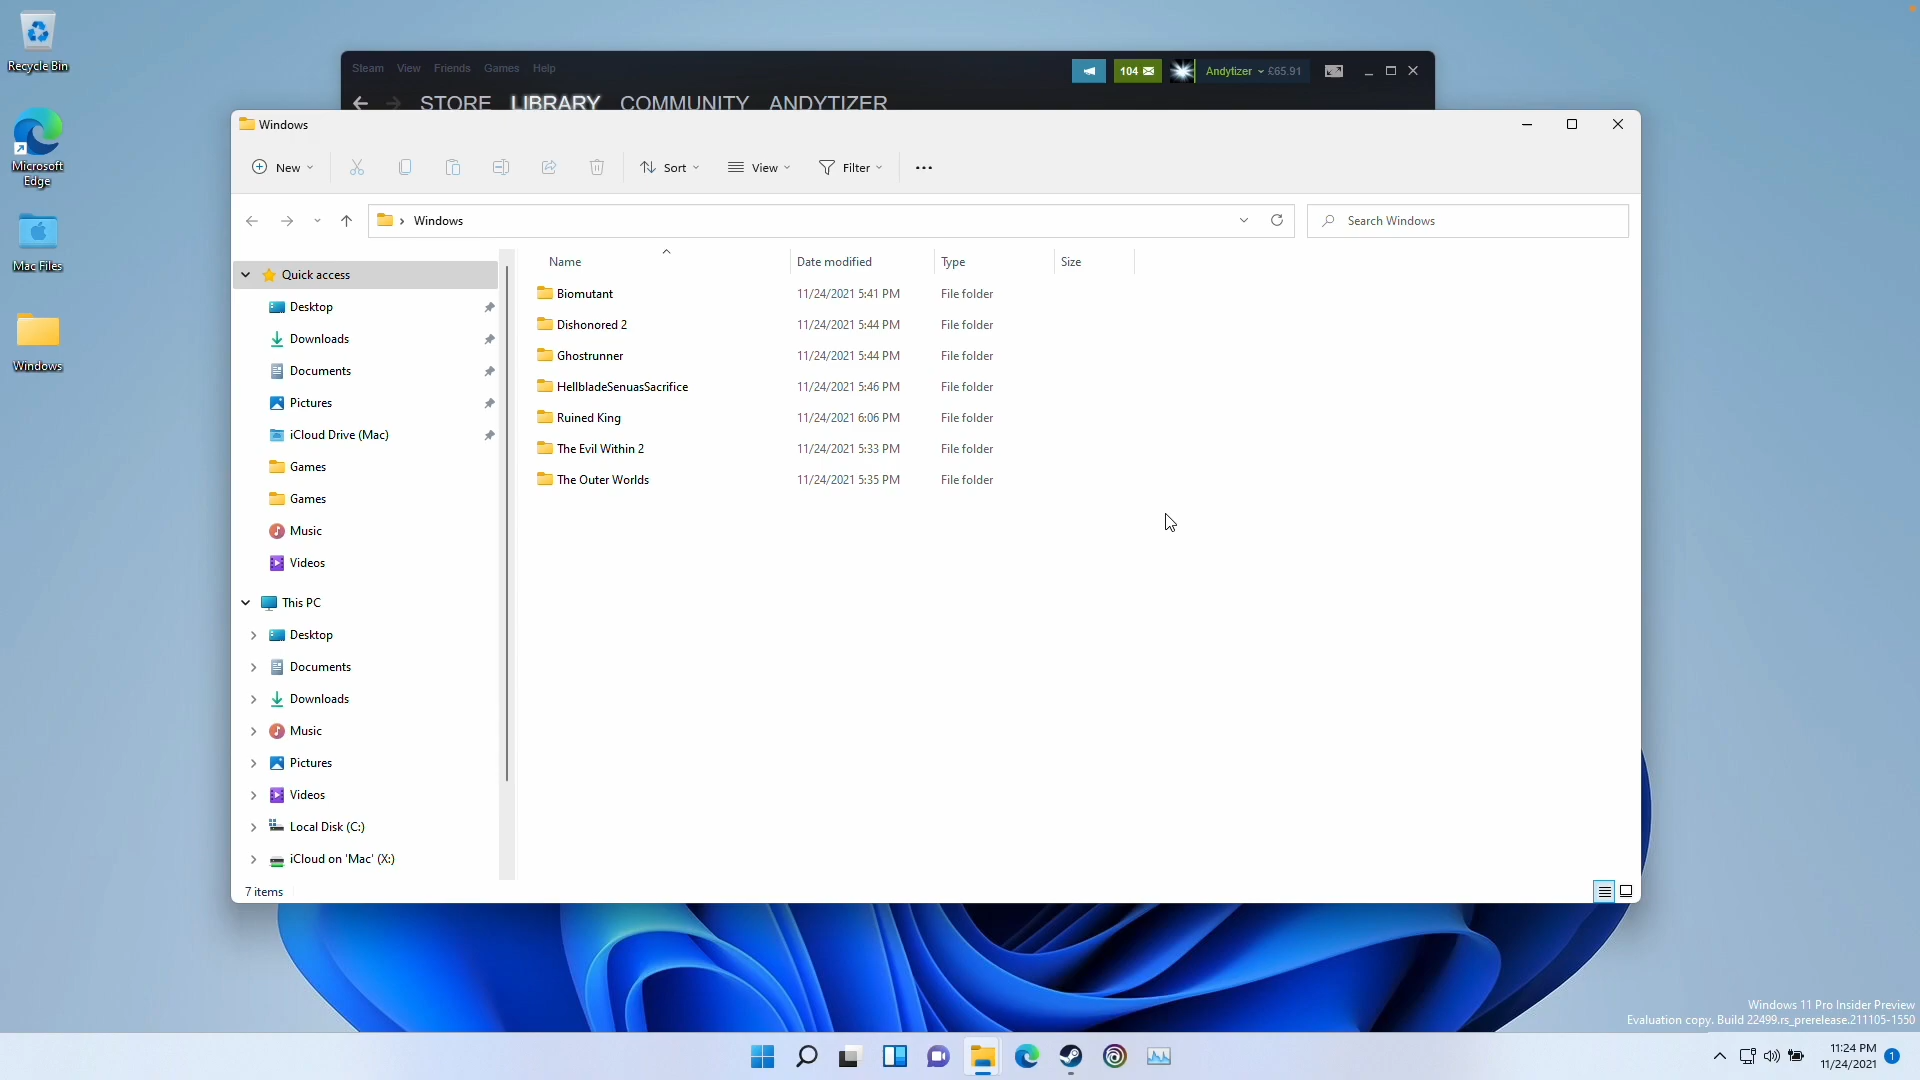 Recycle Bin
Microsoft
Edge
Mac Files
Windows
Steam View Friends Games Help
104
Andytizer £65.91
STORE LIBRARY COMMUNITY ANDYTIZER
Windows
New Sort View Filter
Windows
Search Windows
Name Date modified Type Size
Biomutant 11/24/2021 5:41 PM File folder
Dishonored 2 11/24/2021 5:44 PM File folder
Ghostrunner 11/24/2021 5:44 PM File folder
HellbladeSenuasSacrifice 11/24/2021 5:46 PM File folder
Ruined King 11/24/2021 6:06 PM File folder
The Evil Within 2 11/24/2021 5:33 PM File folder
The Outer Worlds 11/24/2021 5:35 PM File folder
Quick access
Desktop
Downloads
Documents
Pictures
iCloud Drive (Mac)
Games
Games
Music
Videos
This PC
Desktop
Documents
Downloads
Music
Pictures
Videos
Local Disk (C:)
iCloud on 'Mac' (X:)
7 items
Windows 11 Pro Insider Preview
Evaluation copy. Build 22499.rs_prerelease.211105-1550
11:24 PM
11/24/2021
1